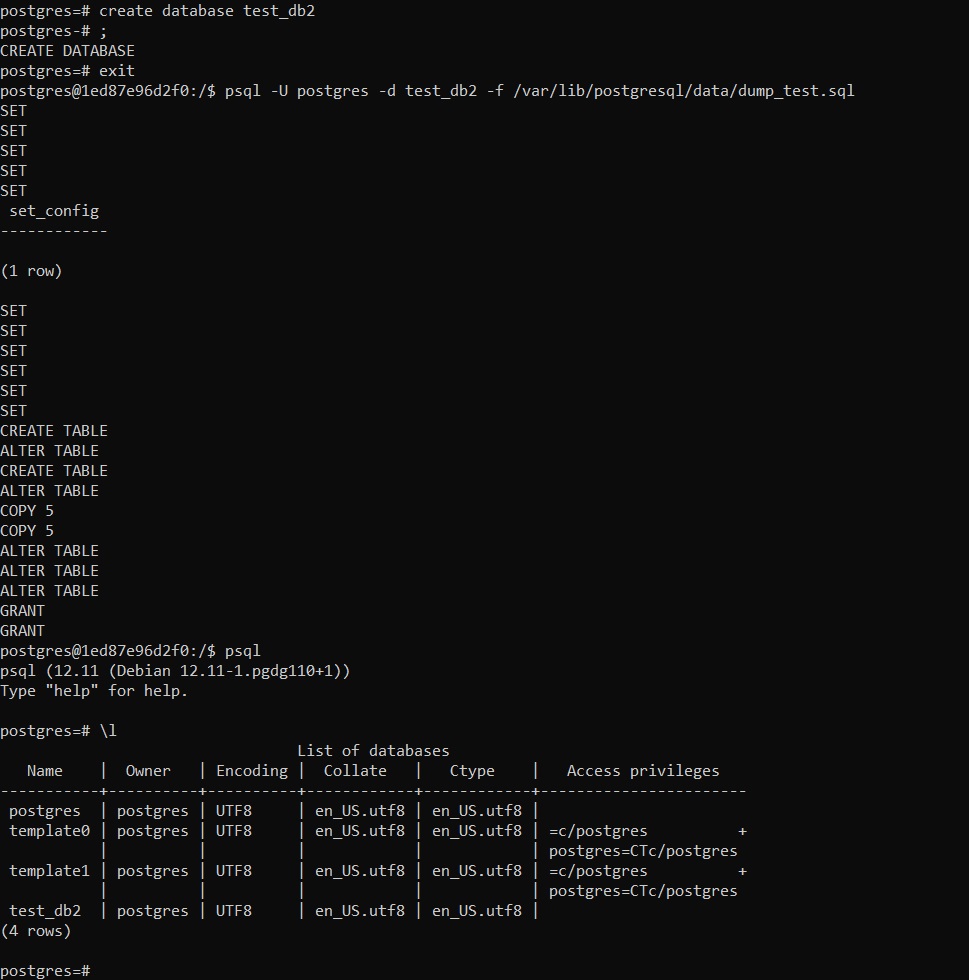 postgres=# create database test_db2
postgres-# ;
CREATE DATABASE
postgres=# exit
postgres@1ed87e96d2f0:/$ psql -U postgres -d test_db2 -f /var/lib/postgresql/data/dump_test.sql
SET
SET
SET
SET
SET
 set_config
------------

(1 row)

SET
SET
SET
SET
SET
SET
CREATE TABLE
ALTER TABLE
CREATE TABLE
ALTER TABLE
COPY 5
COPY 5
ALTER TABLE
ALTER TABLE
ALTER TABLE
GRANT
GRANT
postgres@1ed87e96d2f0:/$ psql
psql (12.11 (Debian 12.11-1.pgdg110+1))
Type "help" for help.

postgres=# \l
                                 List of databases
   Name    |  Owner   | Encoding |  Collate   |   Ctype    |   Access privileges
-----------+----------+----------+------------+------------+-----------------------
 postgres  | postgres | UTF8     | en_US.utf8 | en_US.utf8 |
 template0 | postgres | UTF8     | en_US.utf8 | en_US.utf8 | =c/postgres          +
           |          |          |            |            | postgres=CTc/postgres
 template1 | postgres | UTF8     | en_US.utf8 | en_US.utf8 | =c/postgres          +
           |          |          |            |            | postgres=CTc/postgres
 test_db2  | postgres | UTF8     | en_US.utf8 | en_US.utf8 |
(4 rows)

postgres=#